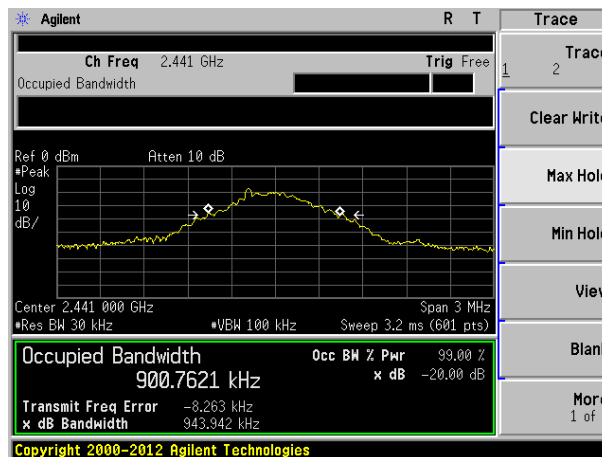 Agilent R T Trace
Ch Freq 2.441 GHz Trig Free
Occupied Bandwidth
Trace
1 2
Clear Write
Max Hold
Min Hold
View
Blank
More
1 of
Ref 0 dBm Atten 10 dB
#Peak
Log
10
dB/
Center 2.441 000 GHz Span 3 MHz
#Res BW 30 kHz #VBW 100 kHz Sweep 3.2 ms (601 pts)
Occupied Bandwidth Occ BW % Pwr 99.00 %
900.7621 kHz x dB -20.00 dB
Transmit Freq Error -8.263 kHz
x dB Bandwidth 943.942 kHz
Copyright 2000-2012 Agilent Technologies